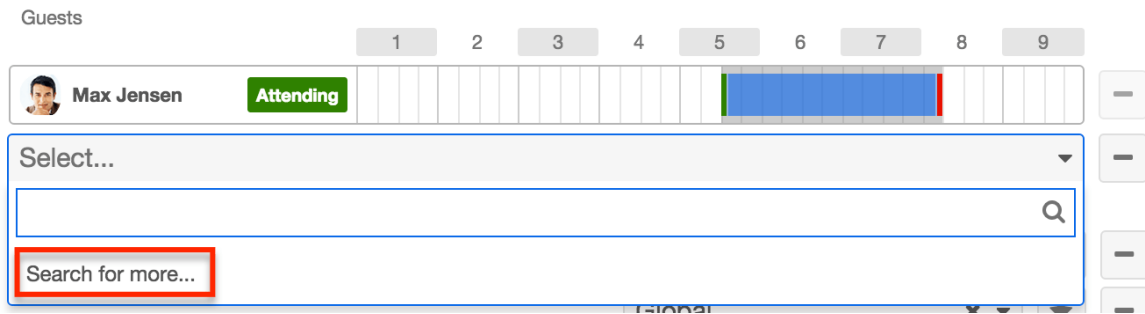 Guests
1 2 3 4 5 6 7 8 9
Max Jensen Attending
Select...
Search for more...
Global